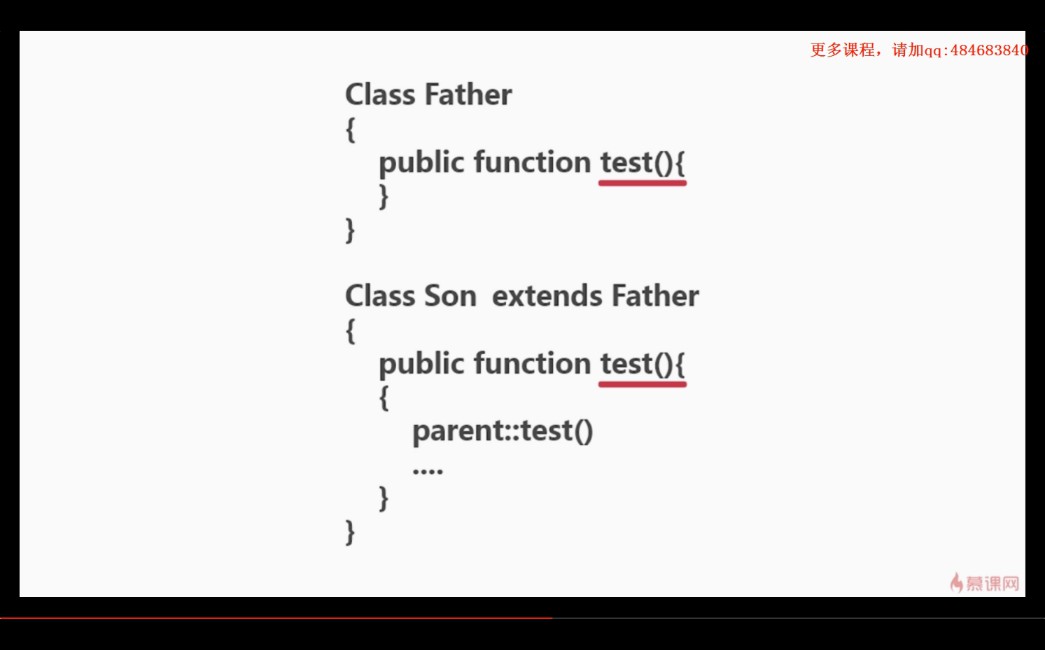 更多课程，请加qq:484683840
Class Father
{
public function test(){
}
}
Class Son extends Father
{
public function test(){
{
parent::test()
....
}
}
慕课网